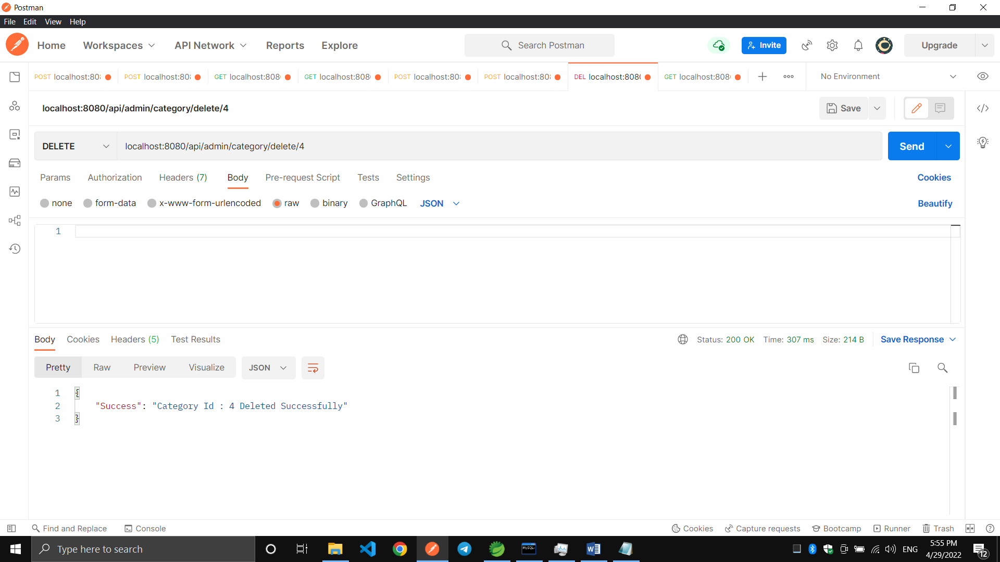 Postman
File Edit View Help
Home Workspaces API Network Reports Explore Search Postman Invite Upgrade
POST localhost:808 POST localhost:808 GET localhost:8080 GET localhost:8080 POST localhost:808 POST localhost:808 DEL localhost:8080 GET localhost:8080 No Environment
localhost:8080/api/admin/category/delete/4 Save
DELETE localhost:8080/api/admin/category/delete/4 Send
Params Authorization Headers (7) Body Pre-request Script Tests Settings Cookies
none form-data x-www-form-urlencoded raw binary GraphQL JSON Beautify
1
Body Cookies Headers (5) Test Results Status: 200 OK Time: 307 ms Size: 214 B Save Response
Pretty Raw Preview Visualize JSON
1 {
2 "Success": "Category Id : 4 Deleted Successfully"
3 }
Find and Replace Console Cookies Capture requests Bootcamp Runner Trash
Type here to search MySQL ENG 5:55 PM
4/29/2022 12